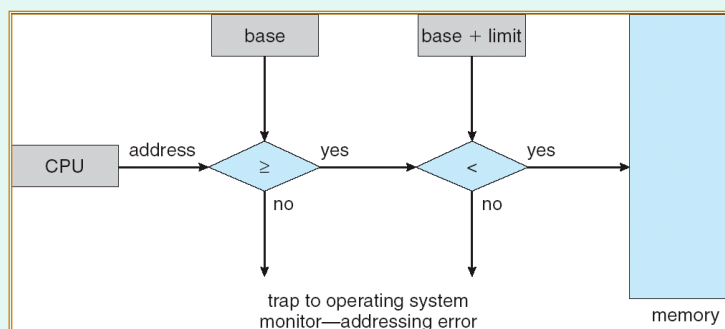 base
base + limit
CPU
address
≥
yes
<
yes
no
no
trap to operating system
monitor—addressing error
memory